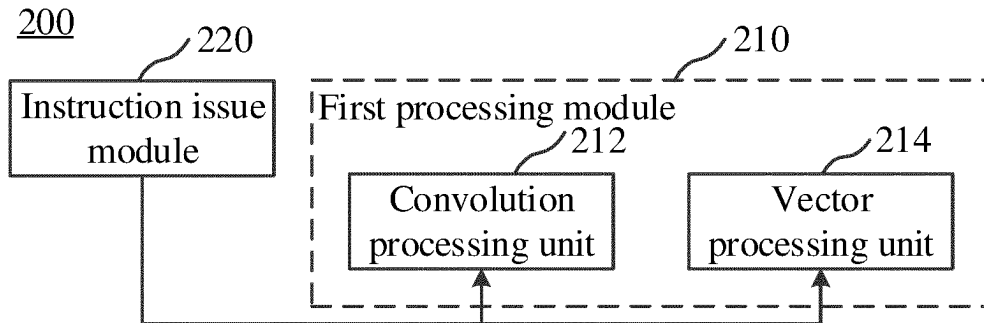 200
220
210
Instruction issue
module
First processing module
212
214
Convolution
processing unit
Vector
processing unit